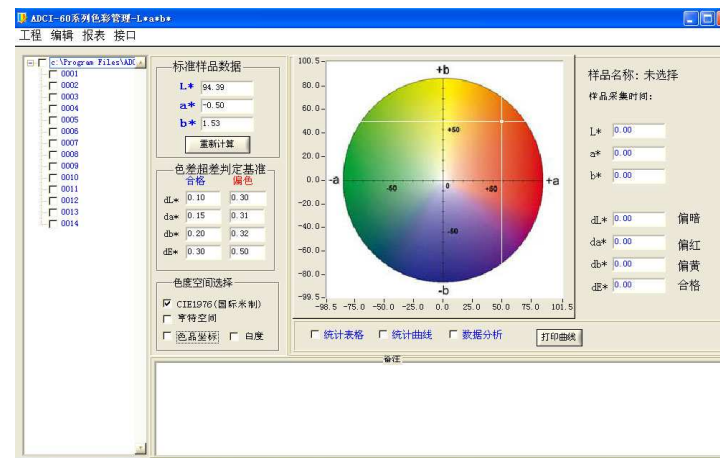 ADCI-60系列色彩管理-L*a*b*
工程 编辑 报表 接口
c:\Program Files\ADC
0001
0002
0003
0004
0005
0006
0007
0008
0009
0010
0011
0012
0013
0014
标准样品数据
L* 94.39
a* -0.50
b* 1.53
重新计算
色差超差判定基准
合格 偏色
dL* 0.10 0.30
da* 0.15 0.31
db* 0.20 0.32
dE* 0.30 0.50
色度空间选择
CIE1976(国际米制)
亨特空间
色品坐标 白度
100.5
80.0
60.0
40.0
20.0
0.0
-20.0
-40.0
-60.0
-80.0
-99.5
+b
+50
-a -50 0 +50 +a
-50
-b
-98.5 -75.0 -50.0 -25.0 0.0 25.0 50.0 75.0 101.5
统计表格 统计曲线 数据分析 打印曲线
样品名称: 未选择
样品采集时间:
L* 0.00
a* 0.00
b* 0.00
dL* 0.00 偏暗
da* 0.00 偏红
db* 0.00 偏黄
dE* 0.00 合格
备注